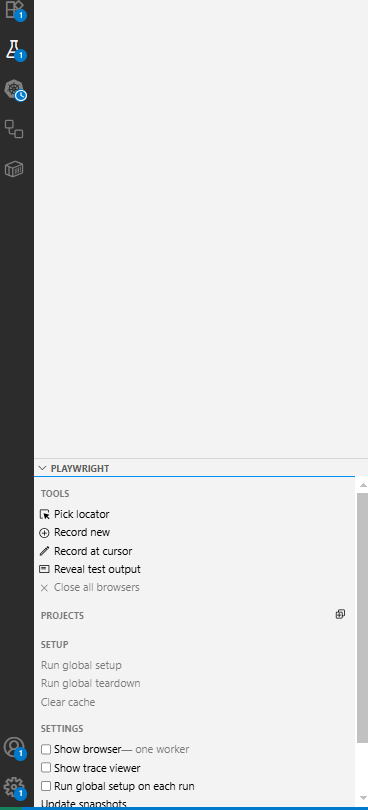 1
1
PLAYWRIGHT
TOOLS
Pick locator
Record new
Record at cursor
Reveal test output
Close all browsers
PROJECTS
SETUP
Run global setup
Run global teardown
Clear cache
SETTINGS
Show browser— one worker
1
Show trace viewer
1
Run global setup on each run
Update snapshots